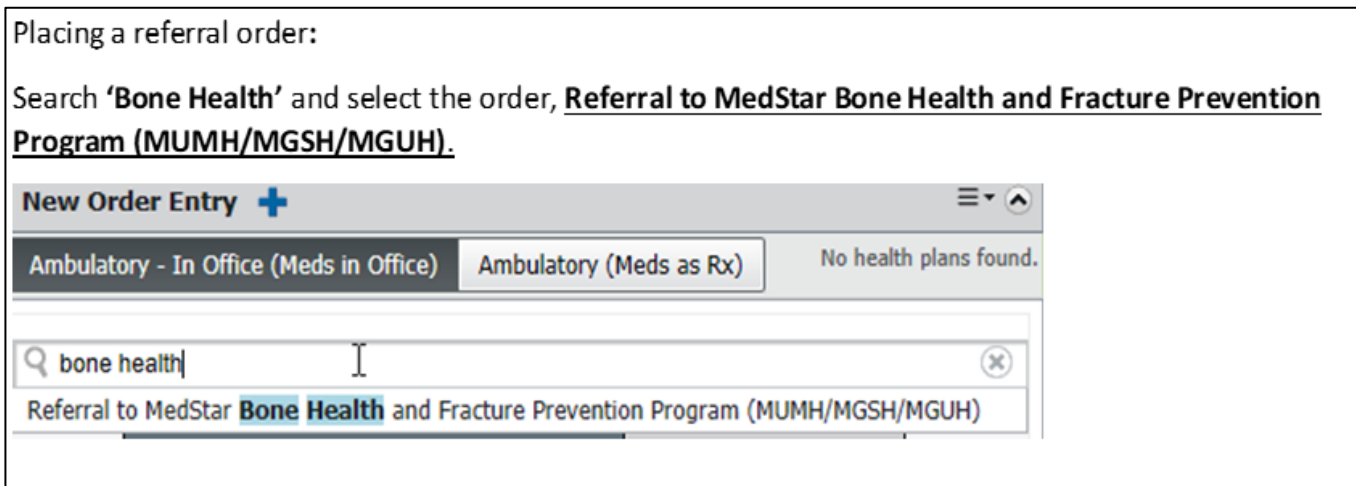 Placing a referral order:
Search ‘Bone Health’ and select the order, Referral to MedStar Bone Health and Fracture Prevention
Program (MUMH/MGSH/MGUH).
New Order Entry
Ambulatory - In Office (Meds in Office) Ambulatory (Meds as Rx) No health plans found.
bone health
Referral to MedStar Bone Health and Fracture Prevention Program (MUMH/MGSH/MGUH)